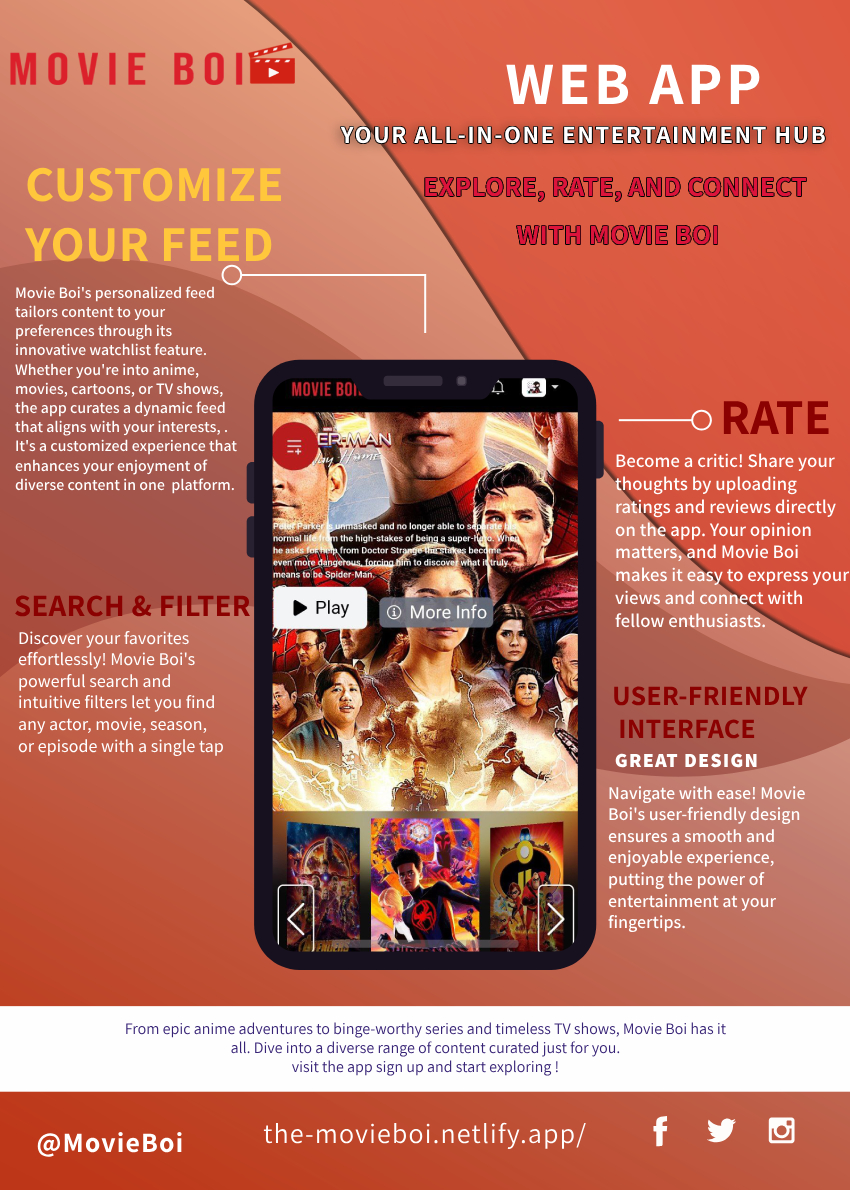 MOVIE BOI
WEB APP
YOUR ALL-IN-ONE ENTERTAINMENT HUB
EXPLORE, RATE, AND CONNECT
WITH MOVIE BOI
CUSTOMIZE
YOUR FEED
Movie Boi's personalized feed
tailors content to your
preferences through its
innovative watchlist feature.
Whether you're into anime,
movies, cartoons, or TV shows,
the app curates a dynamic feed
that aligns with your interests, .
It's a customized experience that
enhances your enjoyment of
diverse content in one  platform.
SEARCH & FILTER
Discover your favorites
effortlessly! Movie Boi's
powerful search and
intuitive filters let you find
any actor, movie, season,
or episode with a single tap
MOVIE BOI
ER-MAN
Way Home
Peter Parker is unmasked and no longer able to separate his
normal life from the high-stakes of being a super-hero. When
he asks for help from Doctor Strange the stakes become
even more dangerous, forcing him to discover what it truly
means to be Spider-Man.
Play
More Info
RATE
Become a critic! Share your
thoughts by uploading
ratings and reviews directly
on the app. Your opinion
matters, and Movie Boi
makes it easy to express your
views and connect with
fellow enthusiasts.
USER-FRIENDLY
INTERFACE
GREAT DESIGN
Navigate with ease! Movie
Boi's user-friendly design
ensures a smooth and
enjoyable experience,
putting the power of
entertainment at your
fingertips.
From epic anime adventures to binge-worthy series and timeless TV shows, Movie Boi has it
all. Dive into a diverse range of content curated just for you.
visit the app sign up and start exploring !
@MovieBoi
the-movieboi.netlify.app/